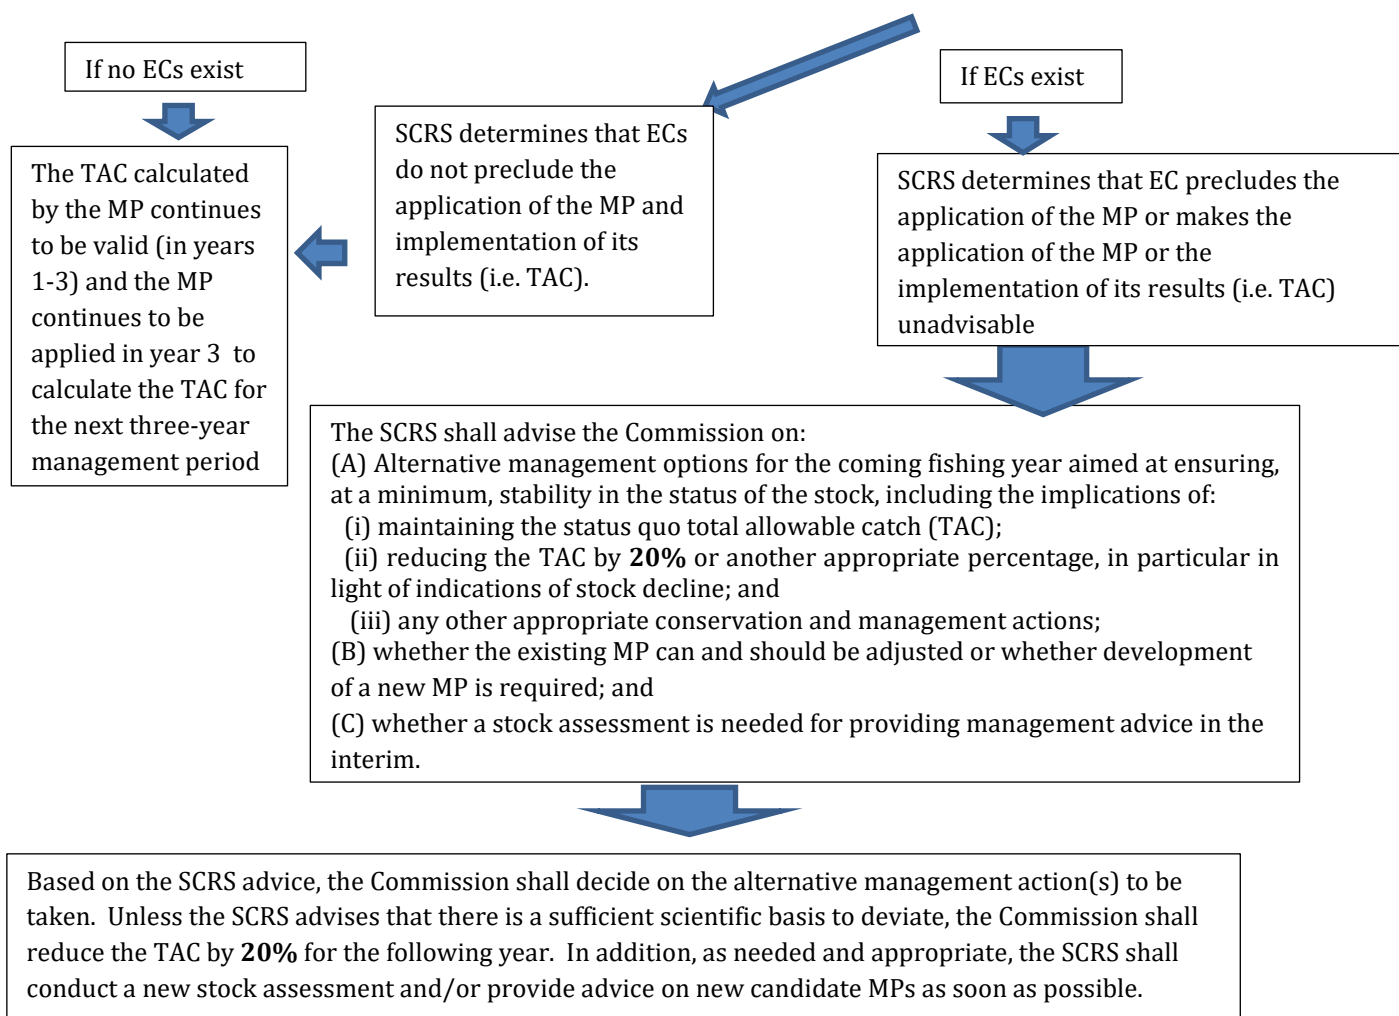 If no ECs exist
If ECs exist
SCRS determines that ECs
do not preclude the
application of the MP and
implementation of its
results (i.e. TAC).
The TAC calculated
by the MP continues
to be valid (in years
1-3) and the MP
continues to be
applied in year 3 to
calculate the TAC for
the next three-year
management period
SCRS determines that EC precludes the
application of the MP or makes the
application of the MP or the
implementation of its results (i.e. TAC)
unadvisable
The SCRS shall advise the Commission on:
(A) Alternative management options for the coming fishing year aimed at ensuring,
at a minimum, stability in the status of the stock, including the implications of:
(i) maintaining the status quo total allowable catch (TAC);
(ii) reducing the TAC by 20% or another appropriate percentage, in particular in
light of indications of stock decline; and
(iii) any other appropriate conservation and management actions;
(B) whether the existing MP can and should be adjusted or whether development
of a new MP is required; and
(C) whether a stock assessment is needed for providing management advice in the
interim.
Based on the SCRS advice, the Commission shall decide on the alternative management action(s) to be
taken. Unless the SCRS advises that there is a sufficient scientific basis to deviate, the Commission shall
reduce the TAC by 20% for the following year. In addition, as needed and appropriate, the SCRS shall
conduct a new stock assessment and/or provide advice on new candidate MPs as soon as possible.